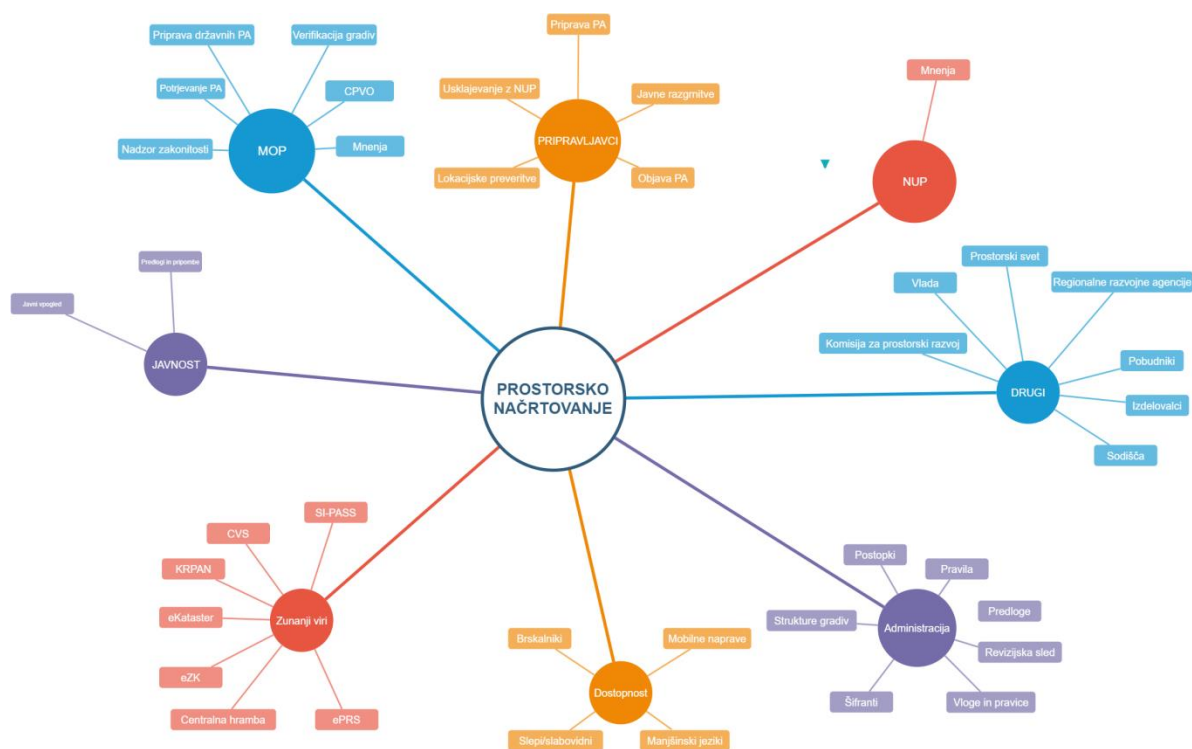 Priprava državnih PA
Verifikacija gradiv
Potrjevanje PA
CPVO
Nadzor zakonitosti
Mnenja
MOP
Priprava PA
Usklajevanje z NUP
Javne razgrnitve
PRIPRAVLJAVCI
Lokacijske preveritve
Objava PA
Mnenja
NUP
Predlogi in pripombe
Javni vpogled
JAVNOST
PROSTORSKO
NAČRTOVANJE
Prostorski svet
Vlada
Regionalne razvojne agencije
Komisija za prostorski razvoj
Pobudniki
DRUGI
Izdelovalci
Sodišča
SI-PASS
CVS
KRPAN
eKataster
Zunanji viri
eZK
Centralna hramba
ePRS
Brskalniki
Mobilne naprave
Dostopnost
Slepi/slabovidni
Manjšinski jeziki
Postopki
Pravila
Predloge
Strukture gradiv
Administracija
Revizijska sled
Šifranti
Vloge in pravice